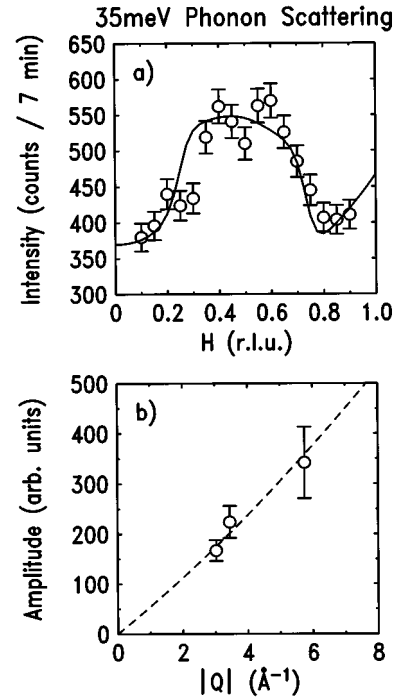 35meV Phonon Scattering
a)
Intensity (counts / 7 min)
650
600
550
500
450
400
350
300
0 0.2 0.4 0.6 0.8 1.0
H (r.l.u.)
b)
Amplitude (arb. units)
500
400
300
200
100
0
0 2 4 6 8
|Q| (Å⁻¹)